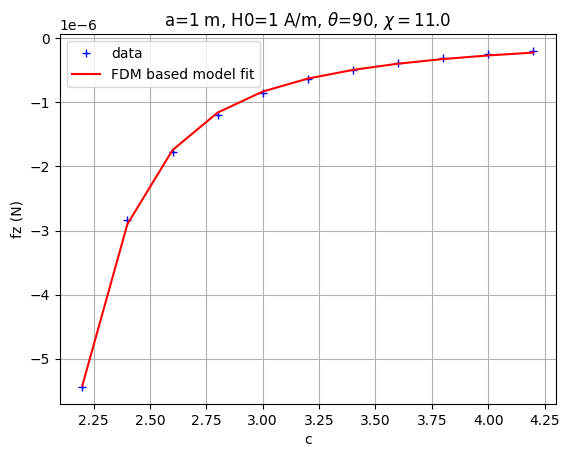 a=1 m, H0=1 A/m, θ=90, χ = 11.0
1e−6
data
FDM based model fit
0
−1
−2
−3
−4
−5
fz (N)
2.25 2.50 2.75 3.00 3.25 3.50 3.75 4.00 4.25
c